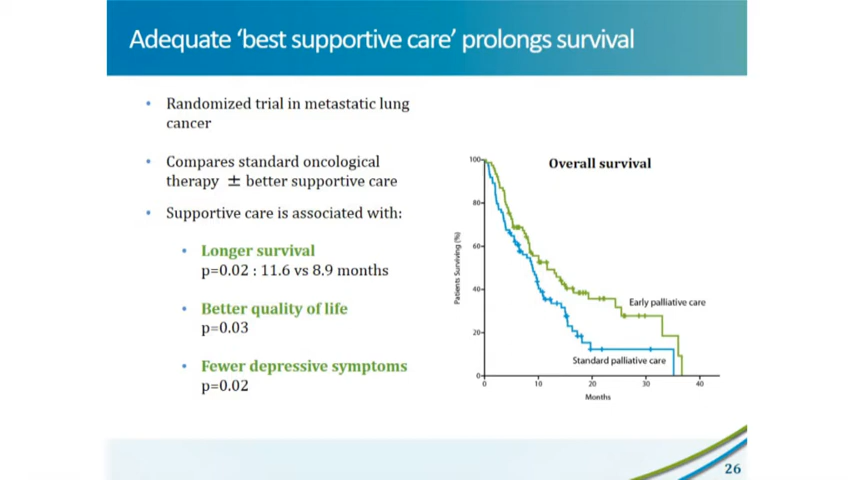 Adequate ‘best supportive care’ prolongs survival
• Randomized trial in metastatic lung
cancer
• Compares standard oncological
therapy ± better supportive care
• Supportive care is associated with:
• Longer survival
p=0.02 : 11.6 vs 8.9 months
• Better quality of life
p=0.03
• Fewer depressive symptoms
p=0.02
Overall survival
Patients Surviving (%)
100
80
60
40
20
0
Early palliative care
Standard palliative care
0 10 20 30 40
Months
26